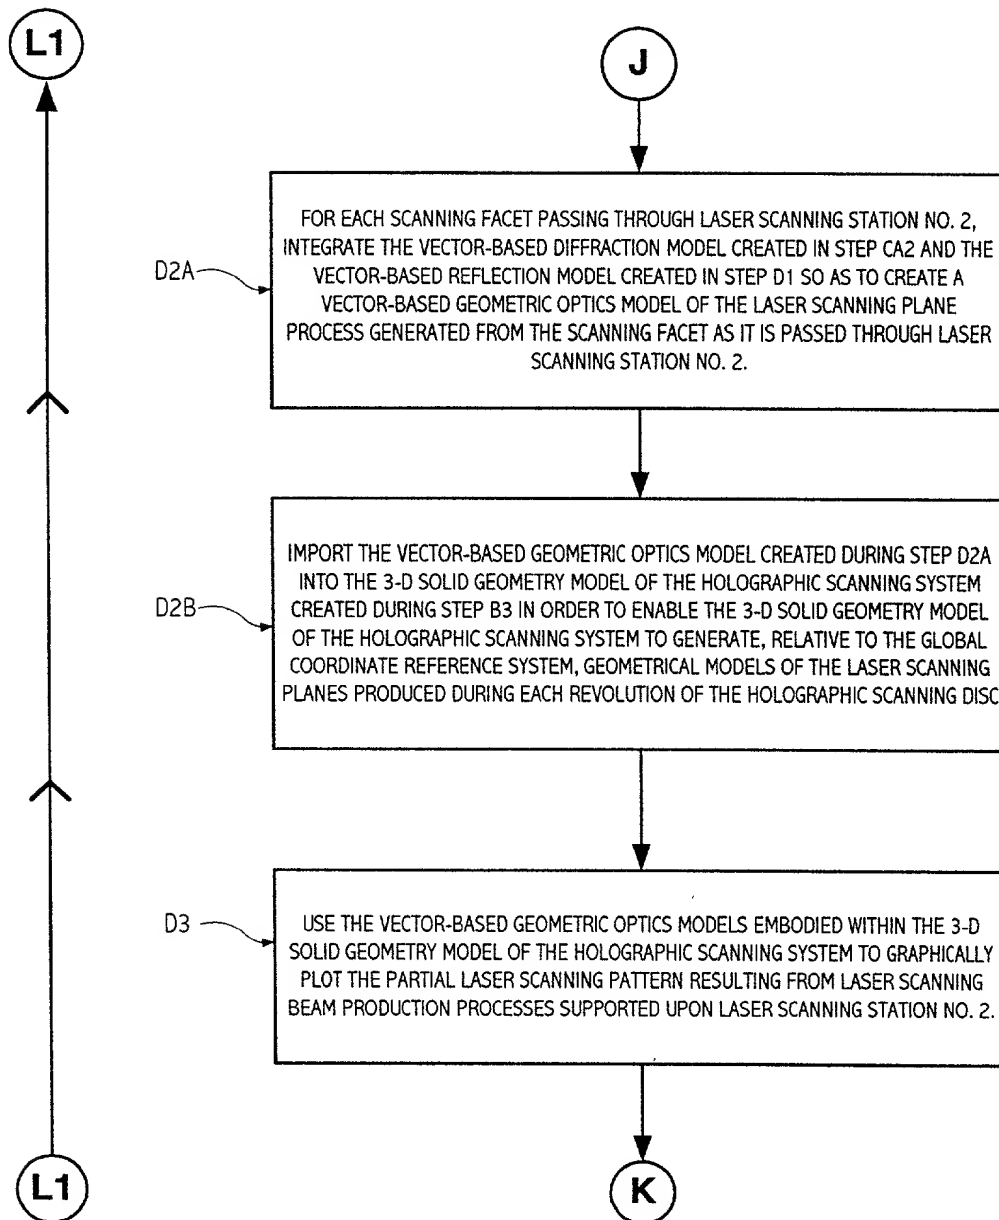 L1
J
D2A
FOR EACH SCANNING FACET PASSING THROUGH LASER SCANNING STATION NO. 2,
INTEGRATE THE VECTOR-BASED DIFFRACTION MODEL CREATED IN STEP CA2 AND THE
VECTOR-BASED REFLECTION MODEL CREATED IN STEP D1 SO AS TO CREATE A
VECTOR-BASED GEOMETRIC OPTICS MODEL OF THE LASER SCANNING PLANE
PROCESS GENERATED FROM THE SCANNING FACET AS IT IS PASSED THROUGH LASER
SCANNING STATION NO. 2.
D2B
IMPORT THE VECTOR-BASED GEOMETRIC OPTICS MODEL CREATED DURING STEP D2A
INTO THE 3-D SOLID GEOMETRY MODEL OF THE HOLOGRAPHIC SCANNING SYSTEM
CREATED DURING STEP B3 IN ORDER TO ENABLE THE 3-D SOLID GEOMETRY MODEL
OF THE HOLOGRAPHIC SCANNING SYSTEM TO GENERATE, RELATIVE TO THE GLOBAL
COORDINATE REFERENCE SYSTEM, GEOMETRICAL MODELS OF THE LASER SCANNING
PLANES PRODUCED DURING EACH REVOLUTION OF THE HOLOGRAPHIC SCANNING DISC
D3
USE THE VECTOR-BASED GEOMETRIC OPTICS MODELS EMBODIED WITHIN THE 3-D
SOLID GEOMETRY MODEL OF THE HOLOGRAPHIC SCANNING SYSTEM TO GRAPHICALLY
PLOT THE PARTIAL LASER SCANNING PATTERN RESULTING FROM LASER SCANNING
BEAM PRODUCTION PROCESSES SUPPORTED UPON LASER SCANNING STATION NO. 2.
L1
K